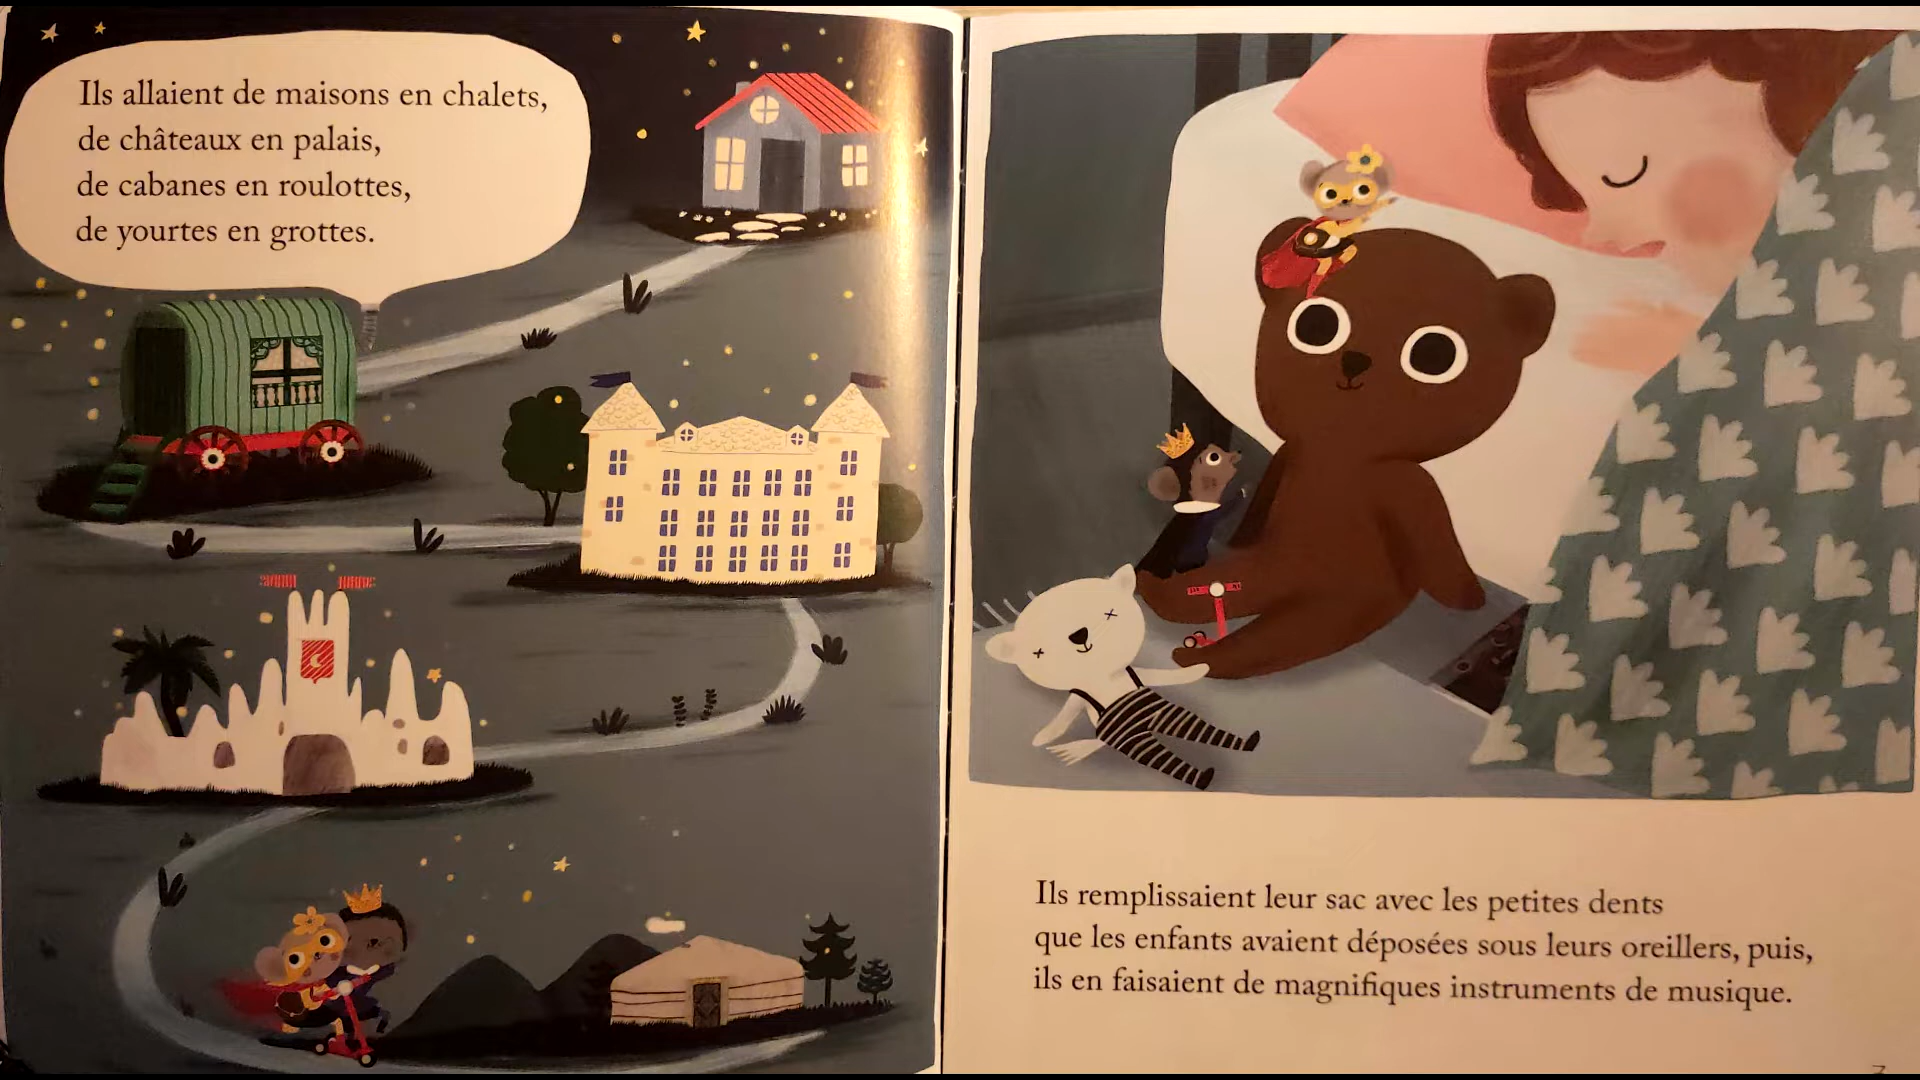 Ils allaient de maisons en chalets,
de châteaux en palais,
de cabanes en roulottes,
de yourtes en grottes.
Ils remplissaient leur sac avec les petites dents
que les enfants avaient déposées sous leurs oreillers, puis,
ils en faisaient de magnifiques instruments de musique.